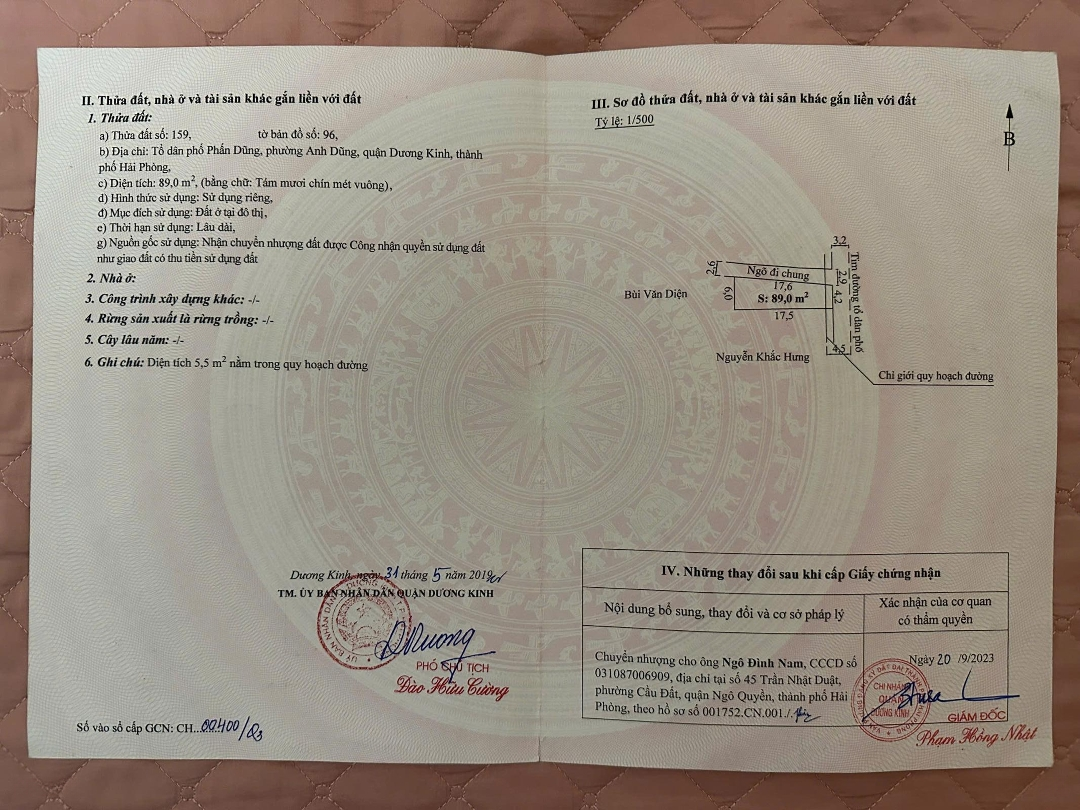 II. Thửa đất, nhà ở và tài sản khác gắn liền với đất
1. Thửa đất:
a) Thửa đất số: 159, tờ bản đồ số: 96,
b) Địa chỉ: Tổ dân phố Phấn Dũng, phường Anh Dũng, quận Dương Kinh, thành
phố Hải Phòng,
c) Diện tích: 89,0 m², (bằng chữ: Tám mươi chín mét vuông),
d) Hình thức sử dụng: Sử dụng riêng,
đ) Mục đích sử dụng: Đất ở tại đô thị,
e) Thời hạn sử dụng: Lâu dài,
g) Nguồn gốc sử dụng: Nhận chuyển nhượng đất được Công nhận quyền sử dụng đất
như giao đất có thu tiền sử dụng đất
2. Nhà ở:
3. Công trình xây dựng khác: -/-
4. Rừng sản xuất là rừng trồng: -/-
5. Cây lâu năm: -/-
6. Ghi chú: Diện tích 5,5 m² nằm trong quy hoạch đường
Dương Kinh, ngày 31 tháng 5 năm 2019
TM. ỦY BAN NHÂN DÂN QUẬN DƯƠNG KINH
PHÓ CHỦ TỊCH
Đào Hữu Cường
Số vào sổ cấp GCN: CH..00400/Q3
III. Sơ đồ thửa đất, nhà ở và tài sản khác gắn liền với đất
Tỷ lệ: 1/500
B
3,2
2,6
Ngõ đi chung
2,9
Tim đường tổ dân phố
17,6
6,0
S: 89,0 m²
4,2
Bùi Văn Diện
17,5
4,5
Nguyễn Khắc Hưng
Chỉ giới quy hoạch đường
IV. Những thay đổi sau khi cấp Giấy chứng nhận
Nội dung bổ sung, thay đổi và cơ sở pháp lý
Xác nhận của cơ quan
có thẩm quyền
Chuyển nhượng cho ông Ngô Đình Nam, CCCD số
031087006909, địa chỉ tại số 45 Trần Nhật Duật,
phường Cầu Đất, quận Ngô Quyền, thành phố Hải
Phòng, theo hồ sơ số 001752.CN.001./.
Ngày 20 /9/2023
CHI NHÁNH
QUẬN
DƯƠNG KINH
GIÁM ĐỐC
Phạm Hồng Nhật